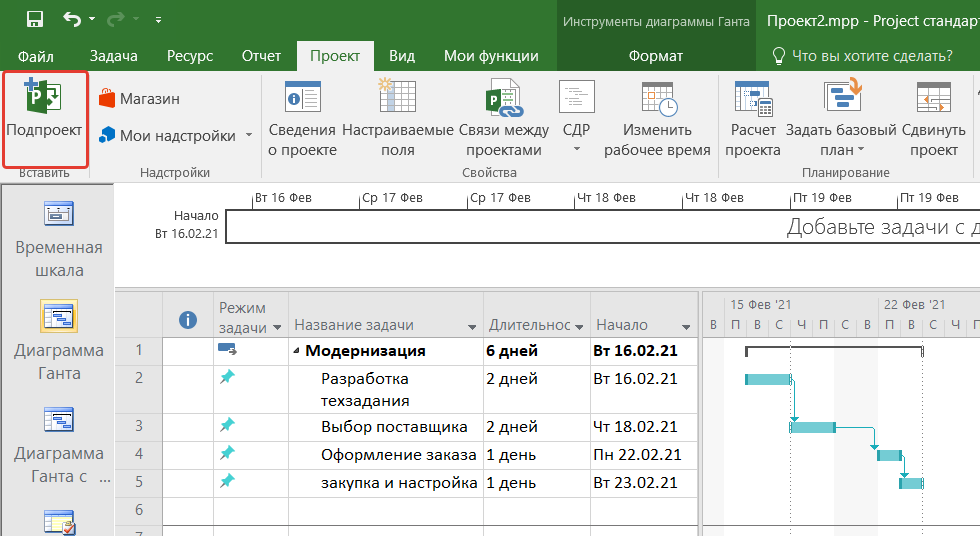 Инструменты диаграммы Ганта
Проект2.mpp - Project стандарт
Файл Задача Ресурс Отчет Проект Вид Мои функции Формат Что вы хотите сделать?
Подпроект
Вставить
Магазин
Мои надстройки
Надстройки
Сведения о проекте
Настраиваемые поля
Связи между проектами
СДР
Изменить рабочее время
Свойства
Расчет проекта
Задать базовый план
Сдвинуть проект
Планирование
Временная шкала
Диаграмма Ганта
Диаграмма Ганта с ...
Вт 16 Фев Ср 17 Фев Ср 17 Фев Чт 18 Фев Чт 18 Фев Пт 19 Фев Пт 19 Фев
Начало
Вт 16.02.21
Добавьте задачи с д
Режим задачи Название задачи Длительнос Начало
15 Фев '21 22 Фев '21
В П В С Ч П С В П В С Ч П
1 Модернизация 6 дней Вт 16.02.21
2 Разработка техзадания 2 дней Вт 16.02.21
3 Выбор поставщика 2 дней Чт 18.02.21
4 Оформление заказа 1 день Пн 22.02.21
5 закупка и настройка 1 день Вт 23.02.21
6
7